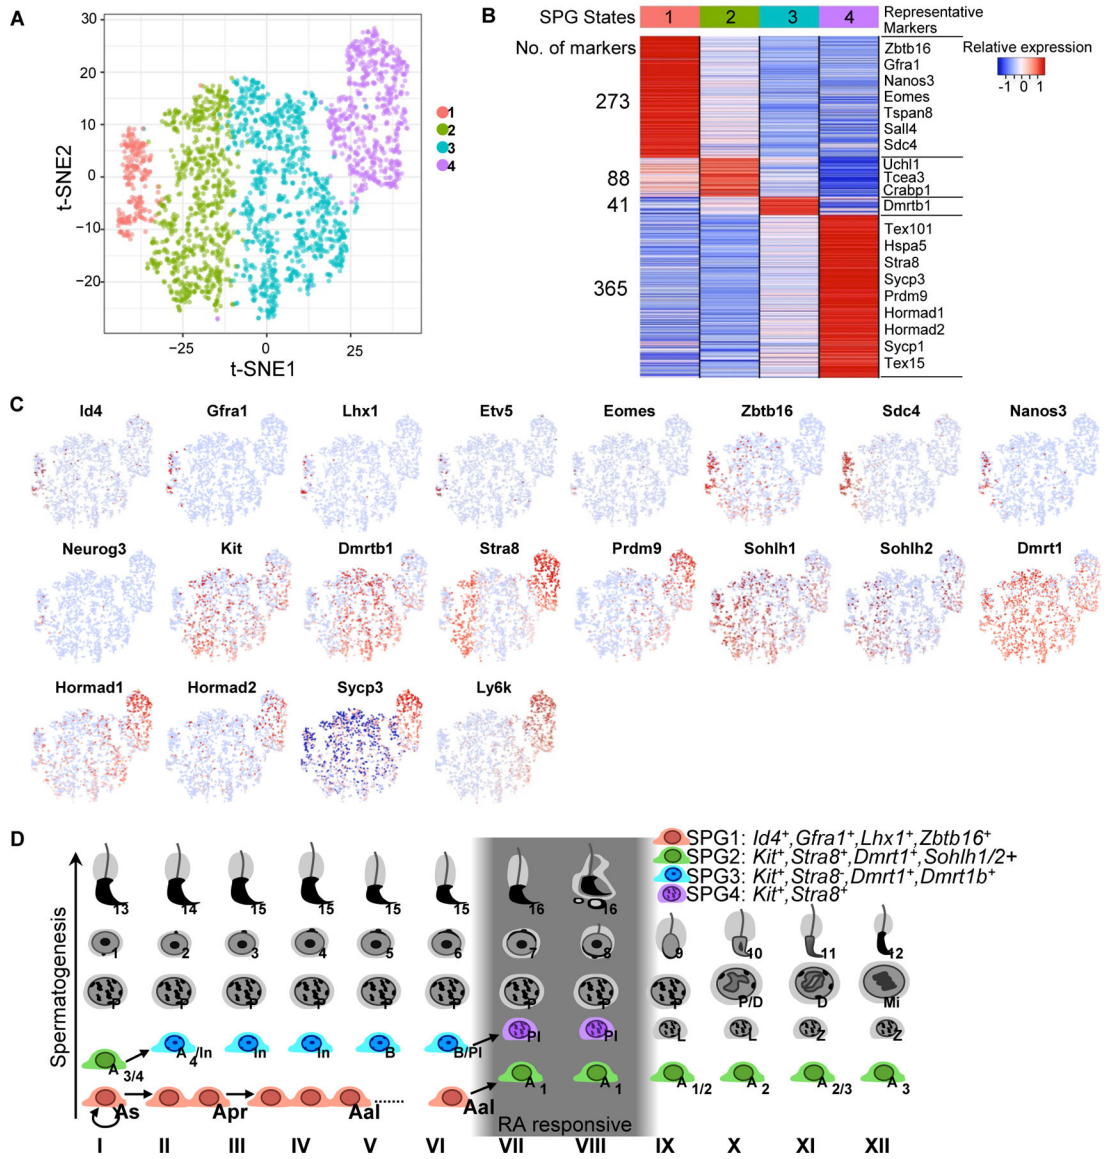 A
30
20
10
0
−10
−20
−25
0
25
t-SNE2
t-SNE1
1
2
3
4
B
SPG States
1
2
3
4
Representative
Markers
No. of markers
273
88
41
365
Zbtb16
Gfra1
Nanos3
Eomes
Tspan8
Sall4
Sdc4
Uchl1
Tcea3
Crabp1
Dmrtb1
Tex101
Hspa5
Stra8
Sycp3
Prdm9
Hormad1
Hormad2
Sycp1
Tex15
Relative expression
-1 0 1
C
Id4 Gfra1 Lhx1 Etv5 Eomes Zbtb16 Sdc4 Nanos3
Neurog3 Kit Dmrtb1 Stra8 Prdm9 Sohlh1 Sohlh2 Dmrt1
Hormad1 Hormad2 Sycp3 Ly6k
D
SPG1: Id4+,Gfra1+,Lhx1+,Zbtb16+
SPG2: Kit+,Stra8+,Dmrt1+,Sohlh1/2+
SPG3: Kit+,Stra8-,Dmrt1+,Dmrt1b+
SPG4: Kit+,Stra8+
Spermatogenesis
13 14 15 15 15 15 16 16
1 2 3 4 5 6 7 8 9 10 11 12
P P P P P P P P P P/D D Mi
A4/In In In B B/Pl Pl Pl L L Z Z
A3/4 A1 A1 A1/2 A2 A2/3 A3
As Apr Aal ........ Aal
RA responsive
I II III IV V VI VII VIII IX X XI XII